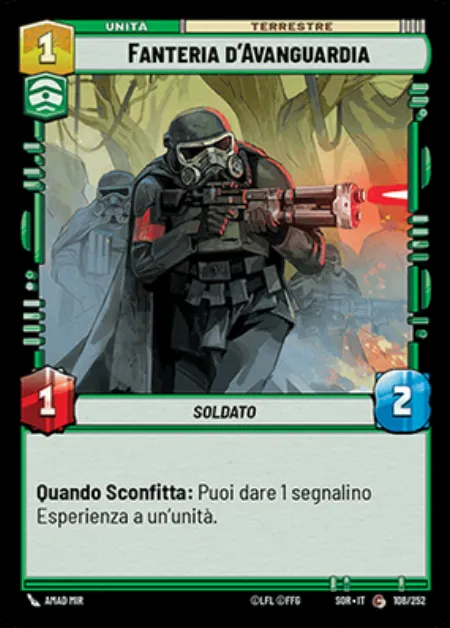 UNITÀ
TERRESTRE
1
FANTERIA D'AVANGUARDIA
1
SOLDATO
2
Quando Sconfitta: Puoi dare 1 segnalino
Esperienza a un'unità.
AMAD MIR
©LFL ©FFG
SOR•IT
C
108/252